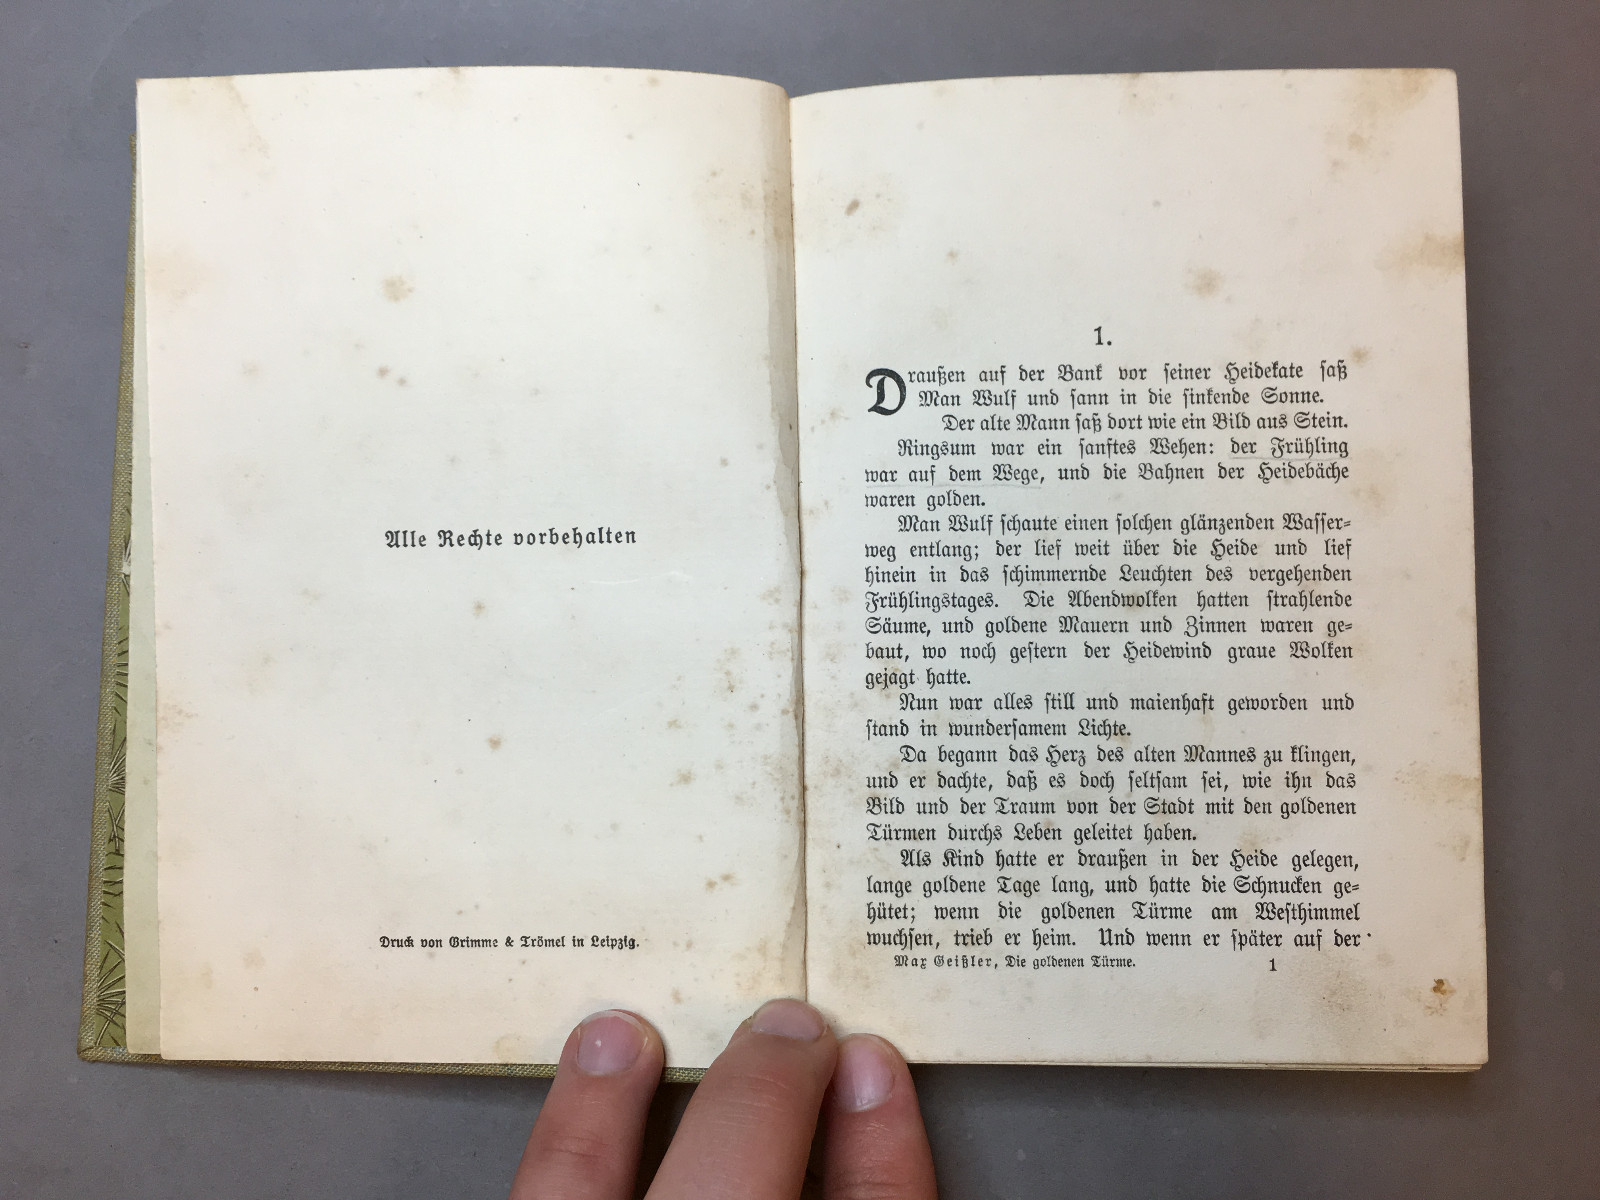 Alle Rechte vorbehalten
Druck von Grimme & Trömel in Leipzig.
1.
Draußen auf der Bank vor seiner Heidekate saß
Man Wulf und sann in die sinkende Sonne.
Der alte Mann saß dort wie ein Bild aus Stein.
Ringsum war ein sanftes Wehen: der Frühling
war auf dem Wege, und die Bahnen der Heidebäche
waren golden.
Man Wulf schaute einen solchen glänzenden Wasser-
weg entlang; der lief weit über die Heide und lief
hinein in das schimmernde Leuchten des vergehenden
Frühlingstages. Die Abendwolken hatten strahlende
Säume, und goldene Mauern und Zinnen waren ge-
baut, wo noch gestern der Heidewind graue Wolken
gejagt hatte.
Nun war alles still und maienhaft geworden und
stand in wundersamem Lichte.
Da begann das Herz des alten Mannes zu klingen,
und er dachte, daß es doch seltsam sei, wie ihn das
Bild und der Traum von der Stadt mit den goldenen
Türmen durchs Leben geleitet haben.
Als Kind hatte er draußen in der Heide gelegen,
lange goldene Tage lang, und hatte die Schnucken ge-
hütet; wenn die goldenen Türme am Westhimmel
wuchsen, trieb er heim. Und wenn er später auf der
Max Geißler, Die goldenen Türme. 1